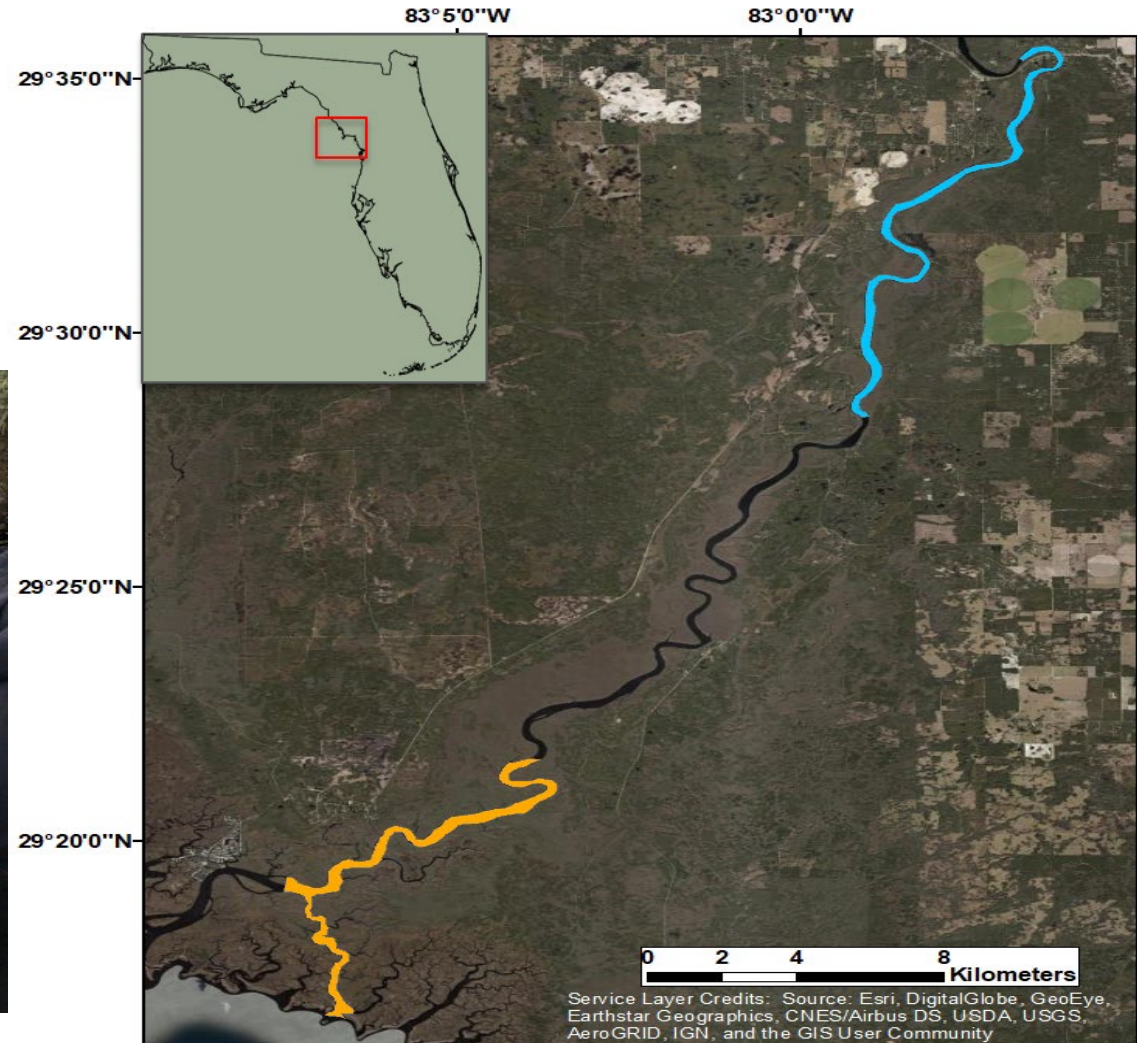 83°5'0"W
83°0'0"W
29°35'0"N
29°30'0"N
29°25'0"N
29°20'0"N
0 2 4 8
Kilometers
Service Layer Credits: Source: Esri, DigitalGlobe, GeoEye,
Earthstar Geographics, CNES/Airbus DS, USDA, USGS,
AeroGRID, IGN, and the GIS User Community